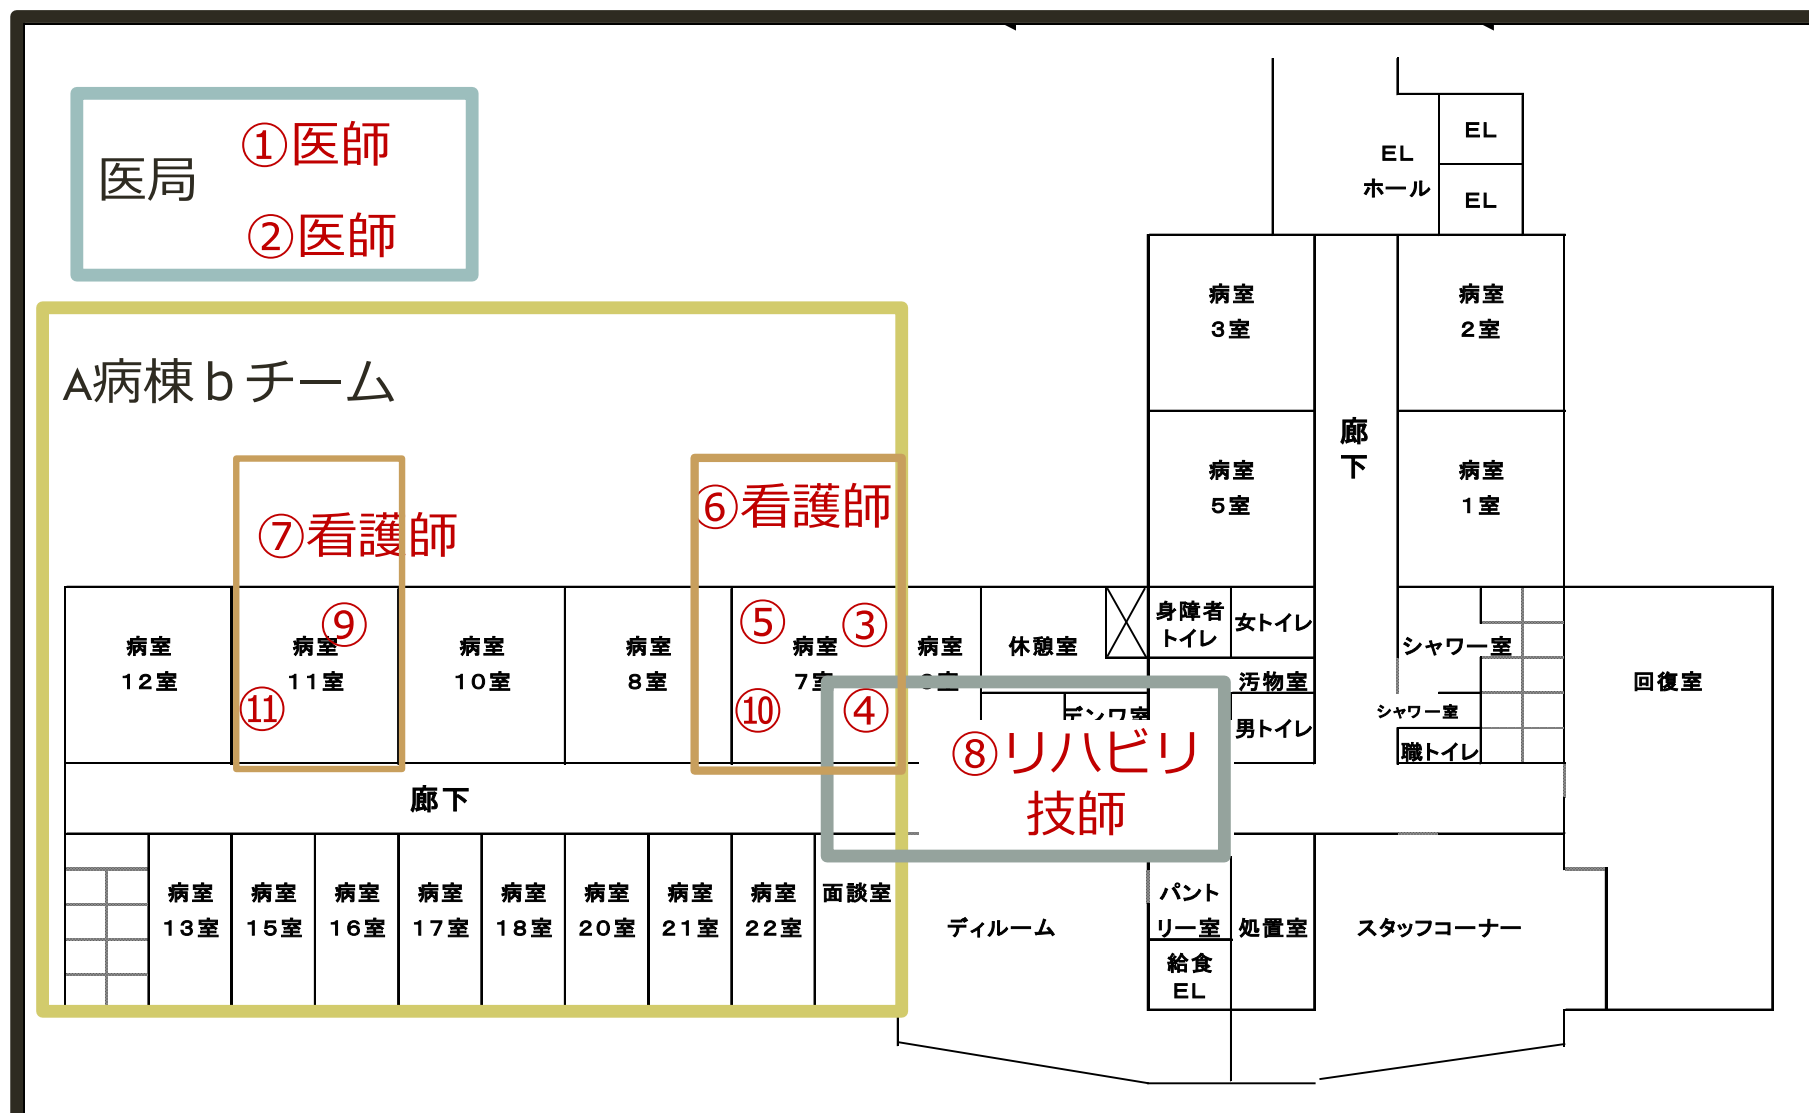 医局
①医師
②医師
A病棟ｂチーム
⑦看護師
⑥看護師
⑨
⑪
⑤
③
⑩
④
⑧リハビリ
技師
EL
EL
EL
ホール
病室
3室
病室
2室
廊
下
病室
5室
病室
1室
病室
12室
病室
11室
病室
10室
病室
8室
病室
7室
病室
休憩室
デンワ室
身障者
トイレ
女トイレ
汚物室
男トイレ
シャワー室
シャワー室
職トイレ
回復室
廊下
病室
13室
病室
15室
病室
16室
病室
17室
病室
18室
病室
20室
病室
21室
病室
22室
面談室
ディルーム
パント
リー室
給食
EL
処置室
スタッフコーナー